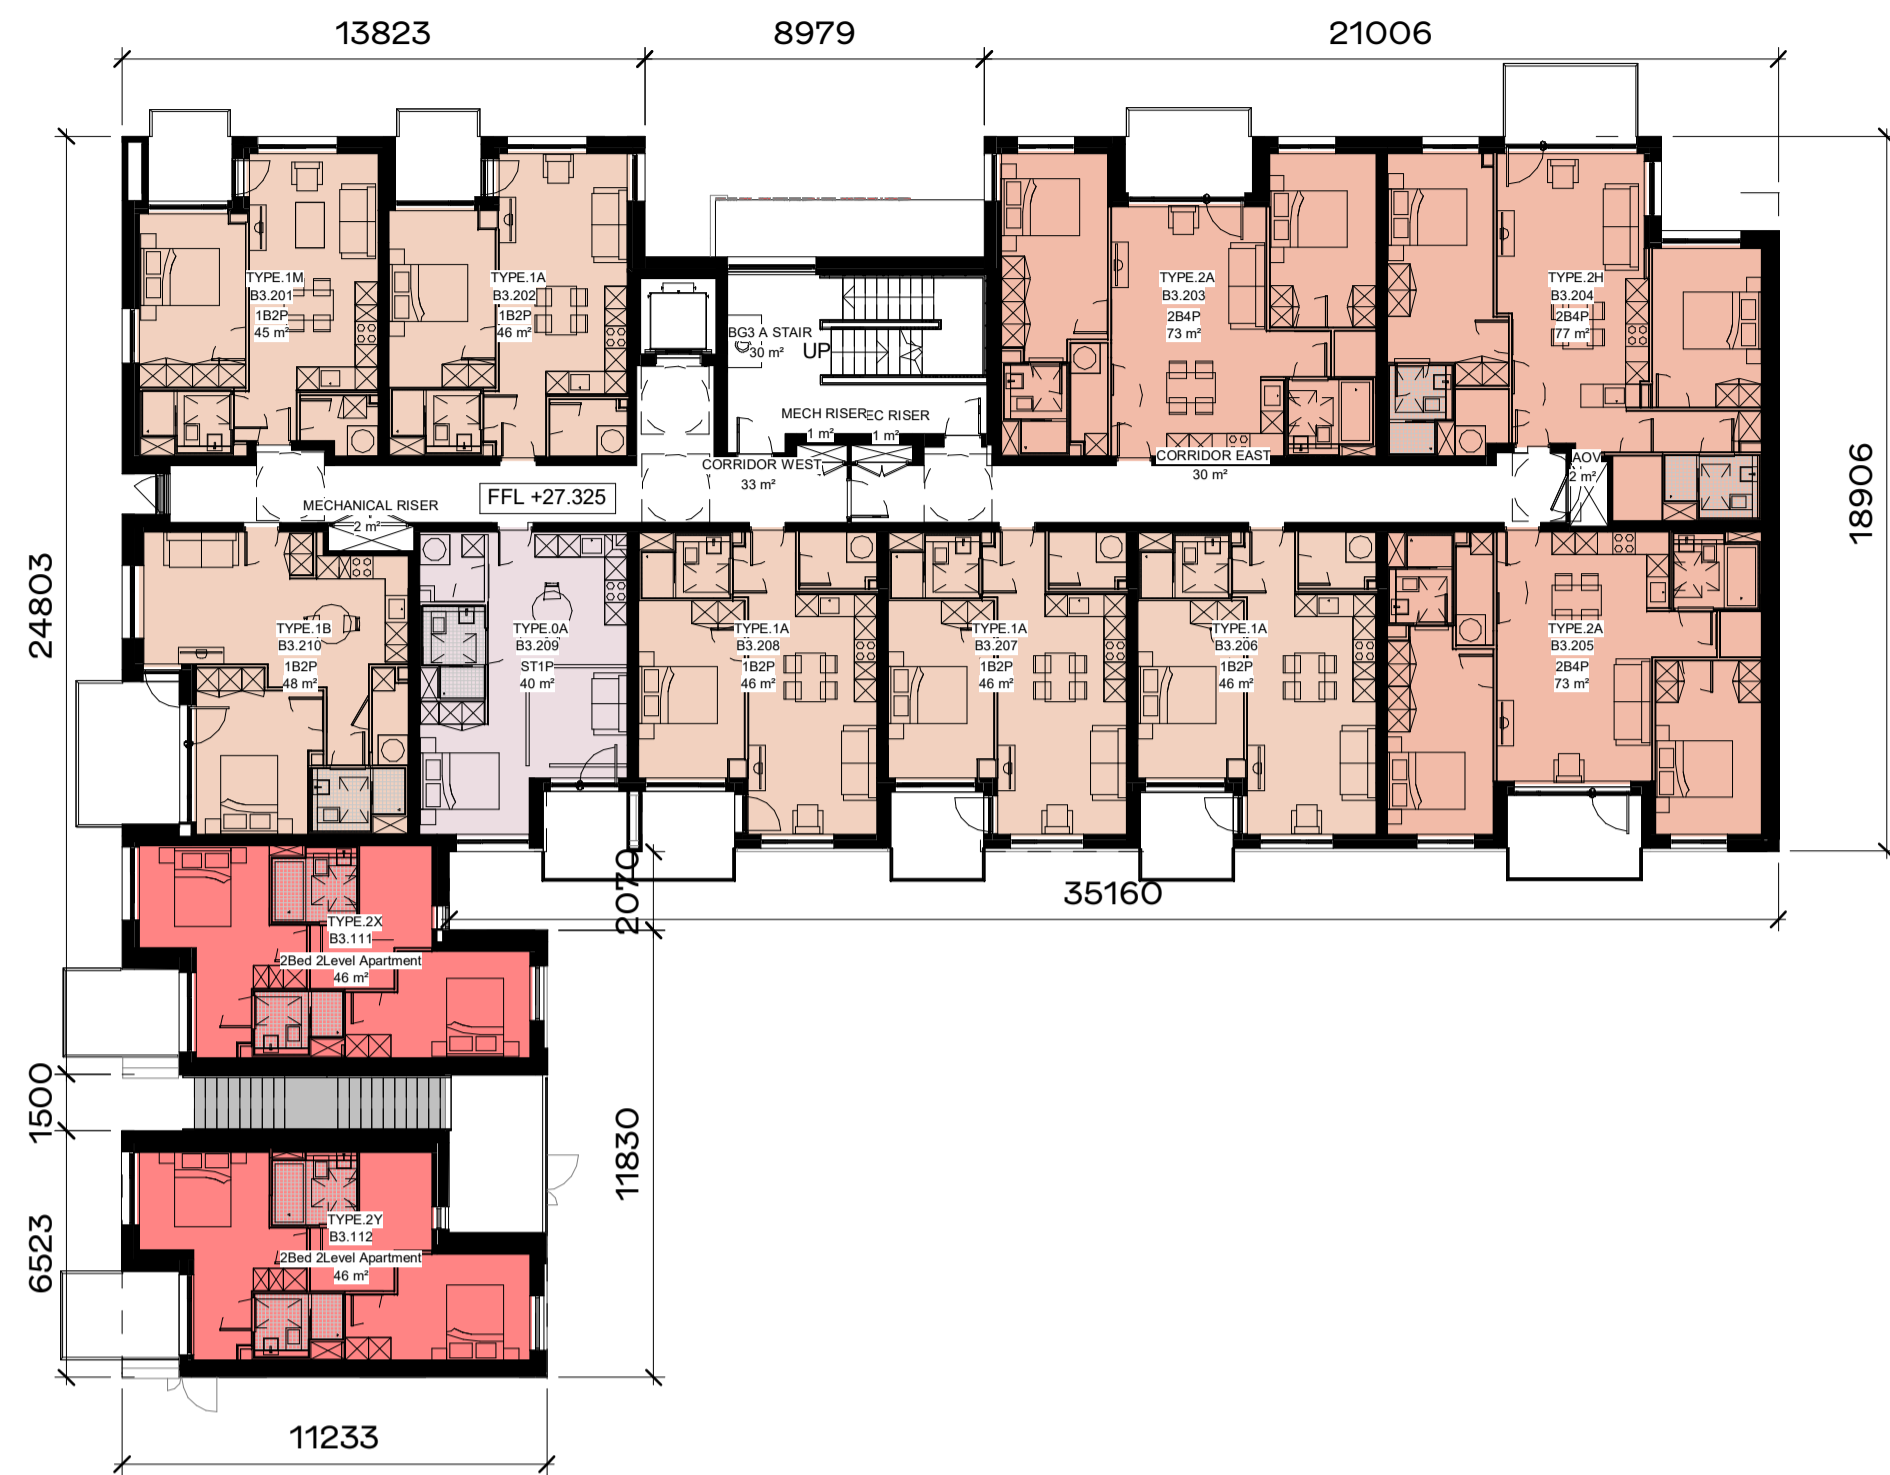 13823
8979
21006
TYPE.1M
B3.201
1B2P
45 m²
TYPE.1A
B3.202
1B2P
46 m²
BG3 A STAIR
30 m²
UP
TYPE.2A
B3.203
2B4P
73 m²
TYPE.2H
B3.204
2B4P
77 m²
MECH RISER
1 m²
EC RISER
1 m²
CORRIDOR WEST
33 m²
CORRIDOR EAST
30 m²
AOV
2 m²
MECHANICAL RISER
2 m²
FFL +27.325
24803
18906
TYPE.1B
B3.210
1B2P
48 m²
TYPE.0A
B3.209
ST1P
40 m²
TYPE.1A
B3.208
1B2P
46 m²
TYPE.1A
B3.207
1B2P
46 m²
TYPE.1A
B3.206
1B2P
46 m²
TYPE.2A
B3.205
2B4P
73 m²
2070
35160
TYPE.2X
B3.111
2Bed 2Level Apartment
46 m²
1500
11830
6523
TYPE.2Y
B3.112
2Bed 2Level Apartment
46 m²
11233